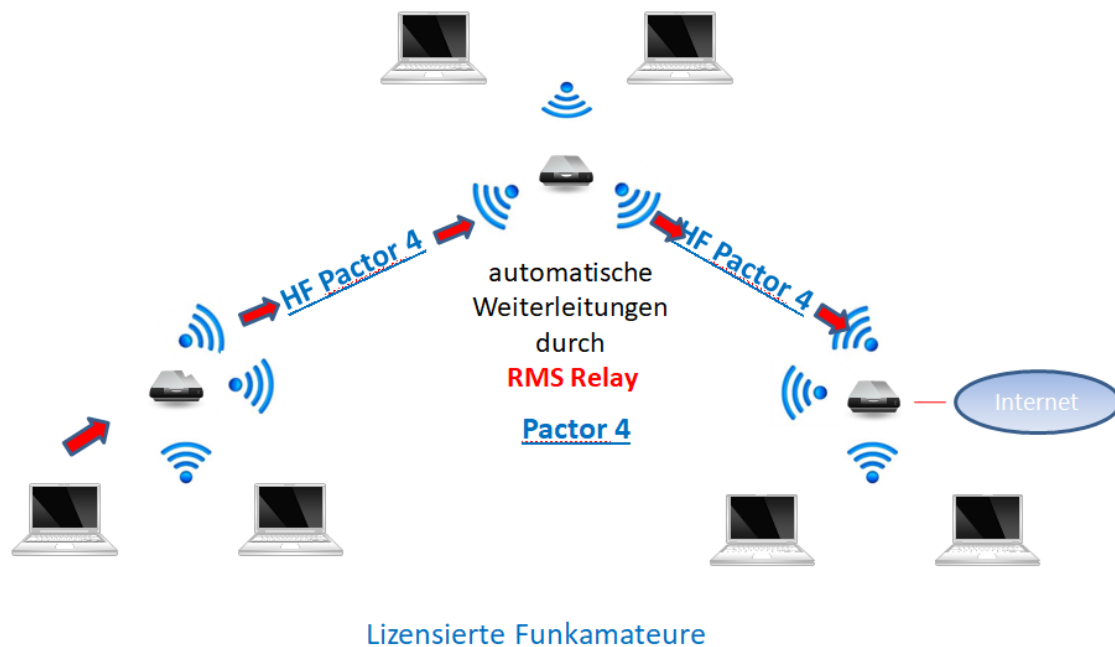 HF Pactor 4
HF Pactor 4
automatische
Weiterleitungen
durch
RMS Relay
Pactor 4
Internet
Lizensierte Funkamateure